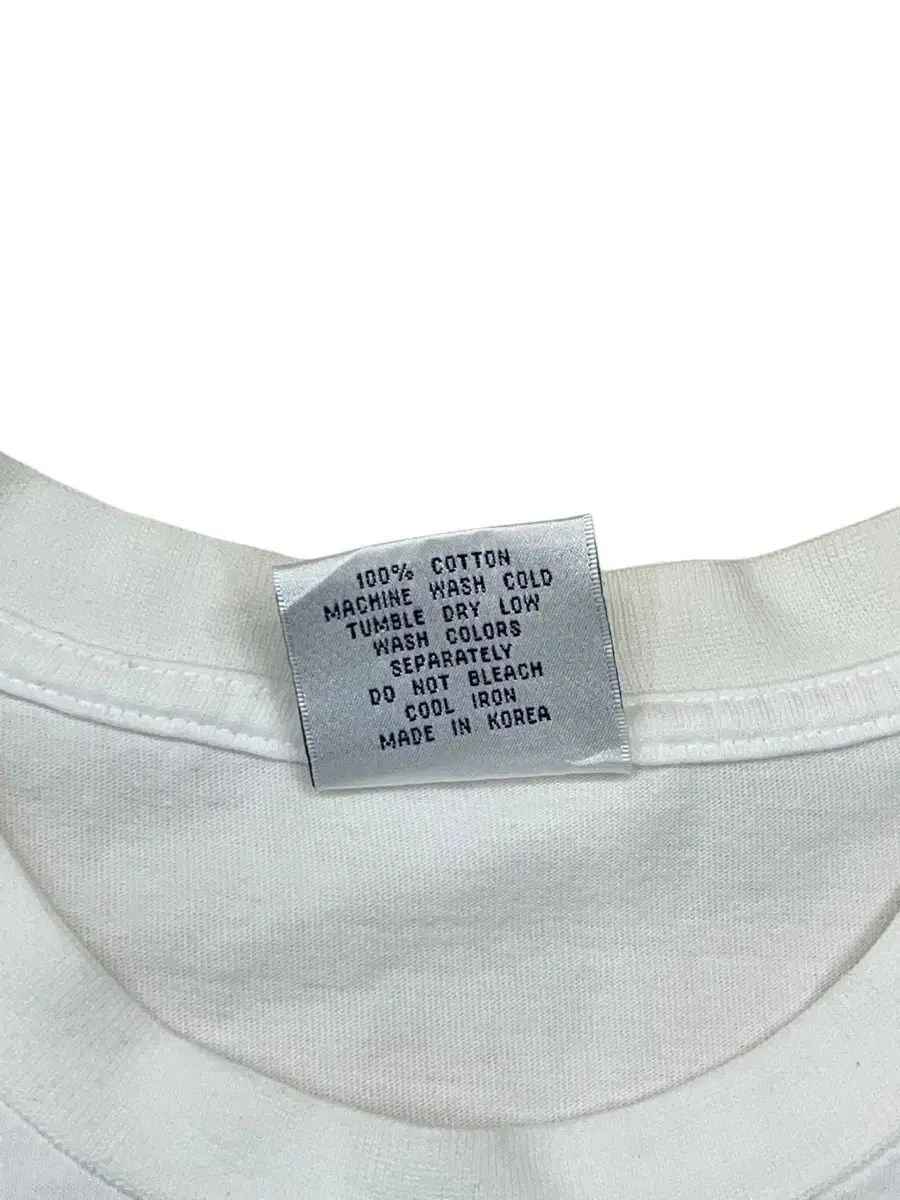 100% COTTON
MACHINE WASH COLD
TUMBLE DRY LOW
WASH COLORS
SEPARATELY
DO NOT BLEACH
COOL IRON
MADE IN KOREA